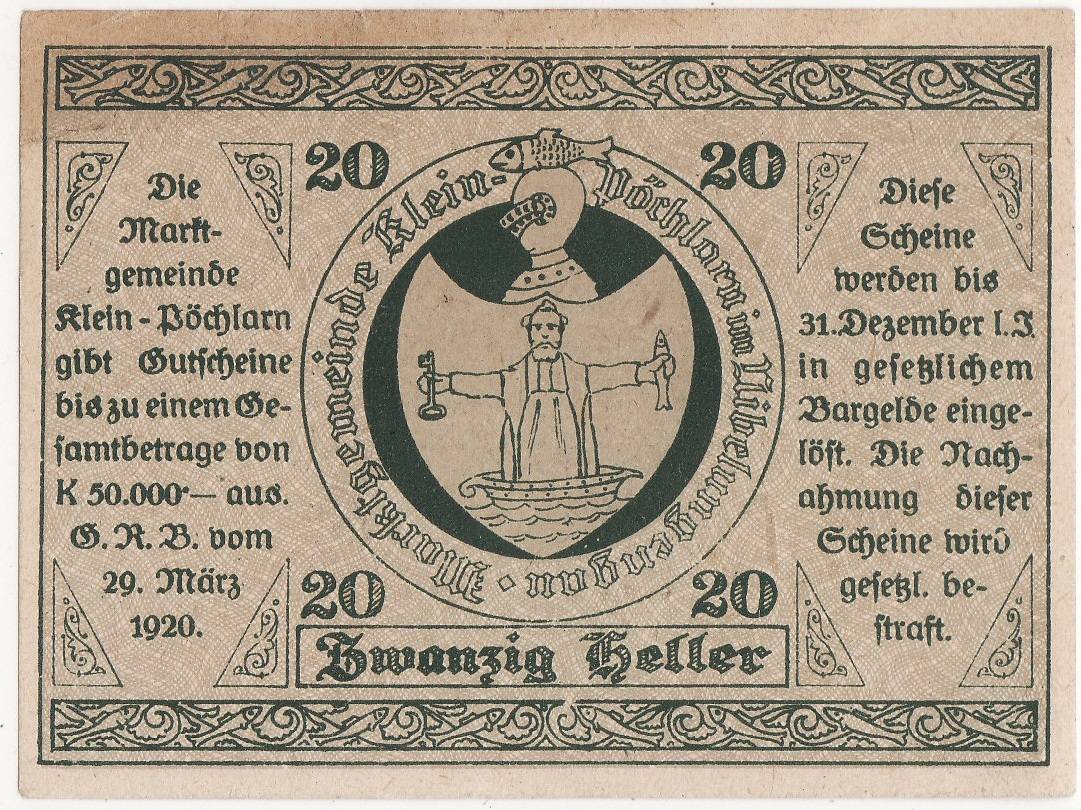 Die
Markt-
gemeinde
Klein-Pöchlarn
gibt Gutscheine
bis zu einem Ge-
samtbetrage von
K 50.000·— aus.
G. R. B. vom
29. März
1920.
20
20
Marktgemeinde Klein-Pöchlarn im Nibelungengau ·
20
20
Zwanzig Heller
Diese
Scheine
werden bis
31. Dezember l. J.
in gesetzlichem
Bargelde einge-
löst. Die Nach-
ahmung dieser
Scheine wird
gesetzl. be-
straft.